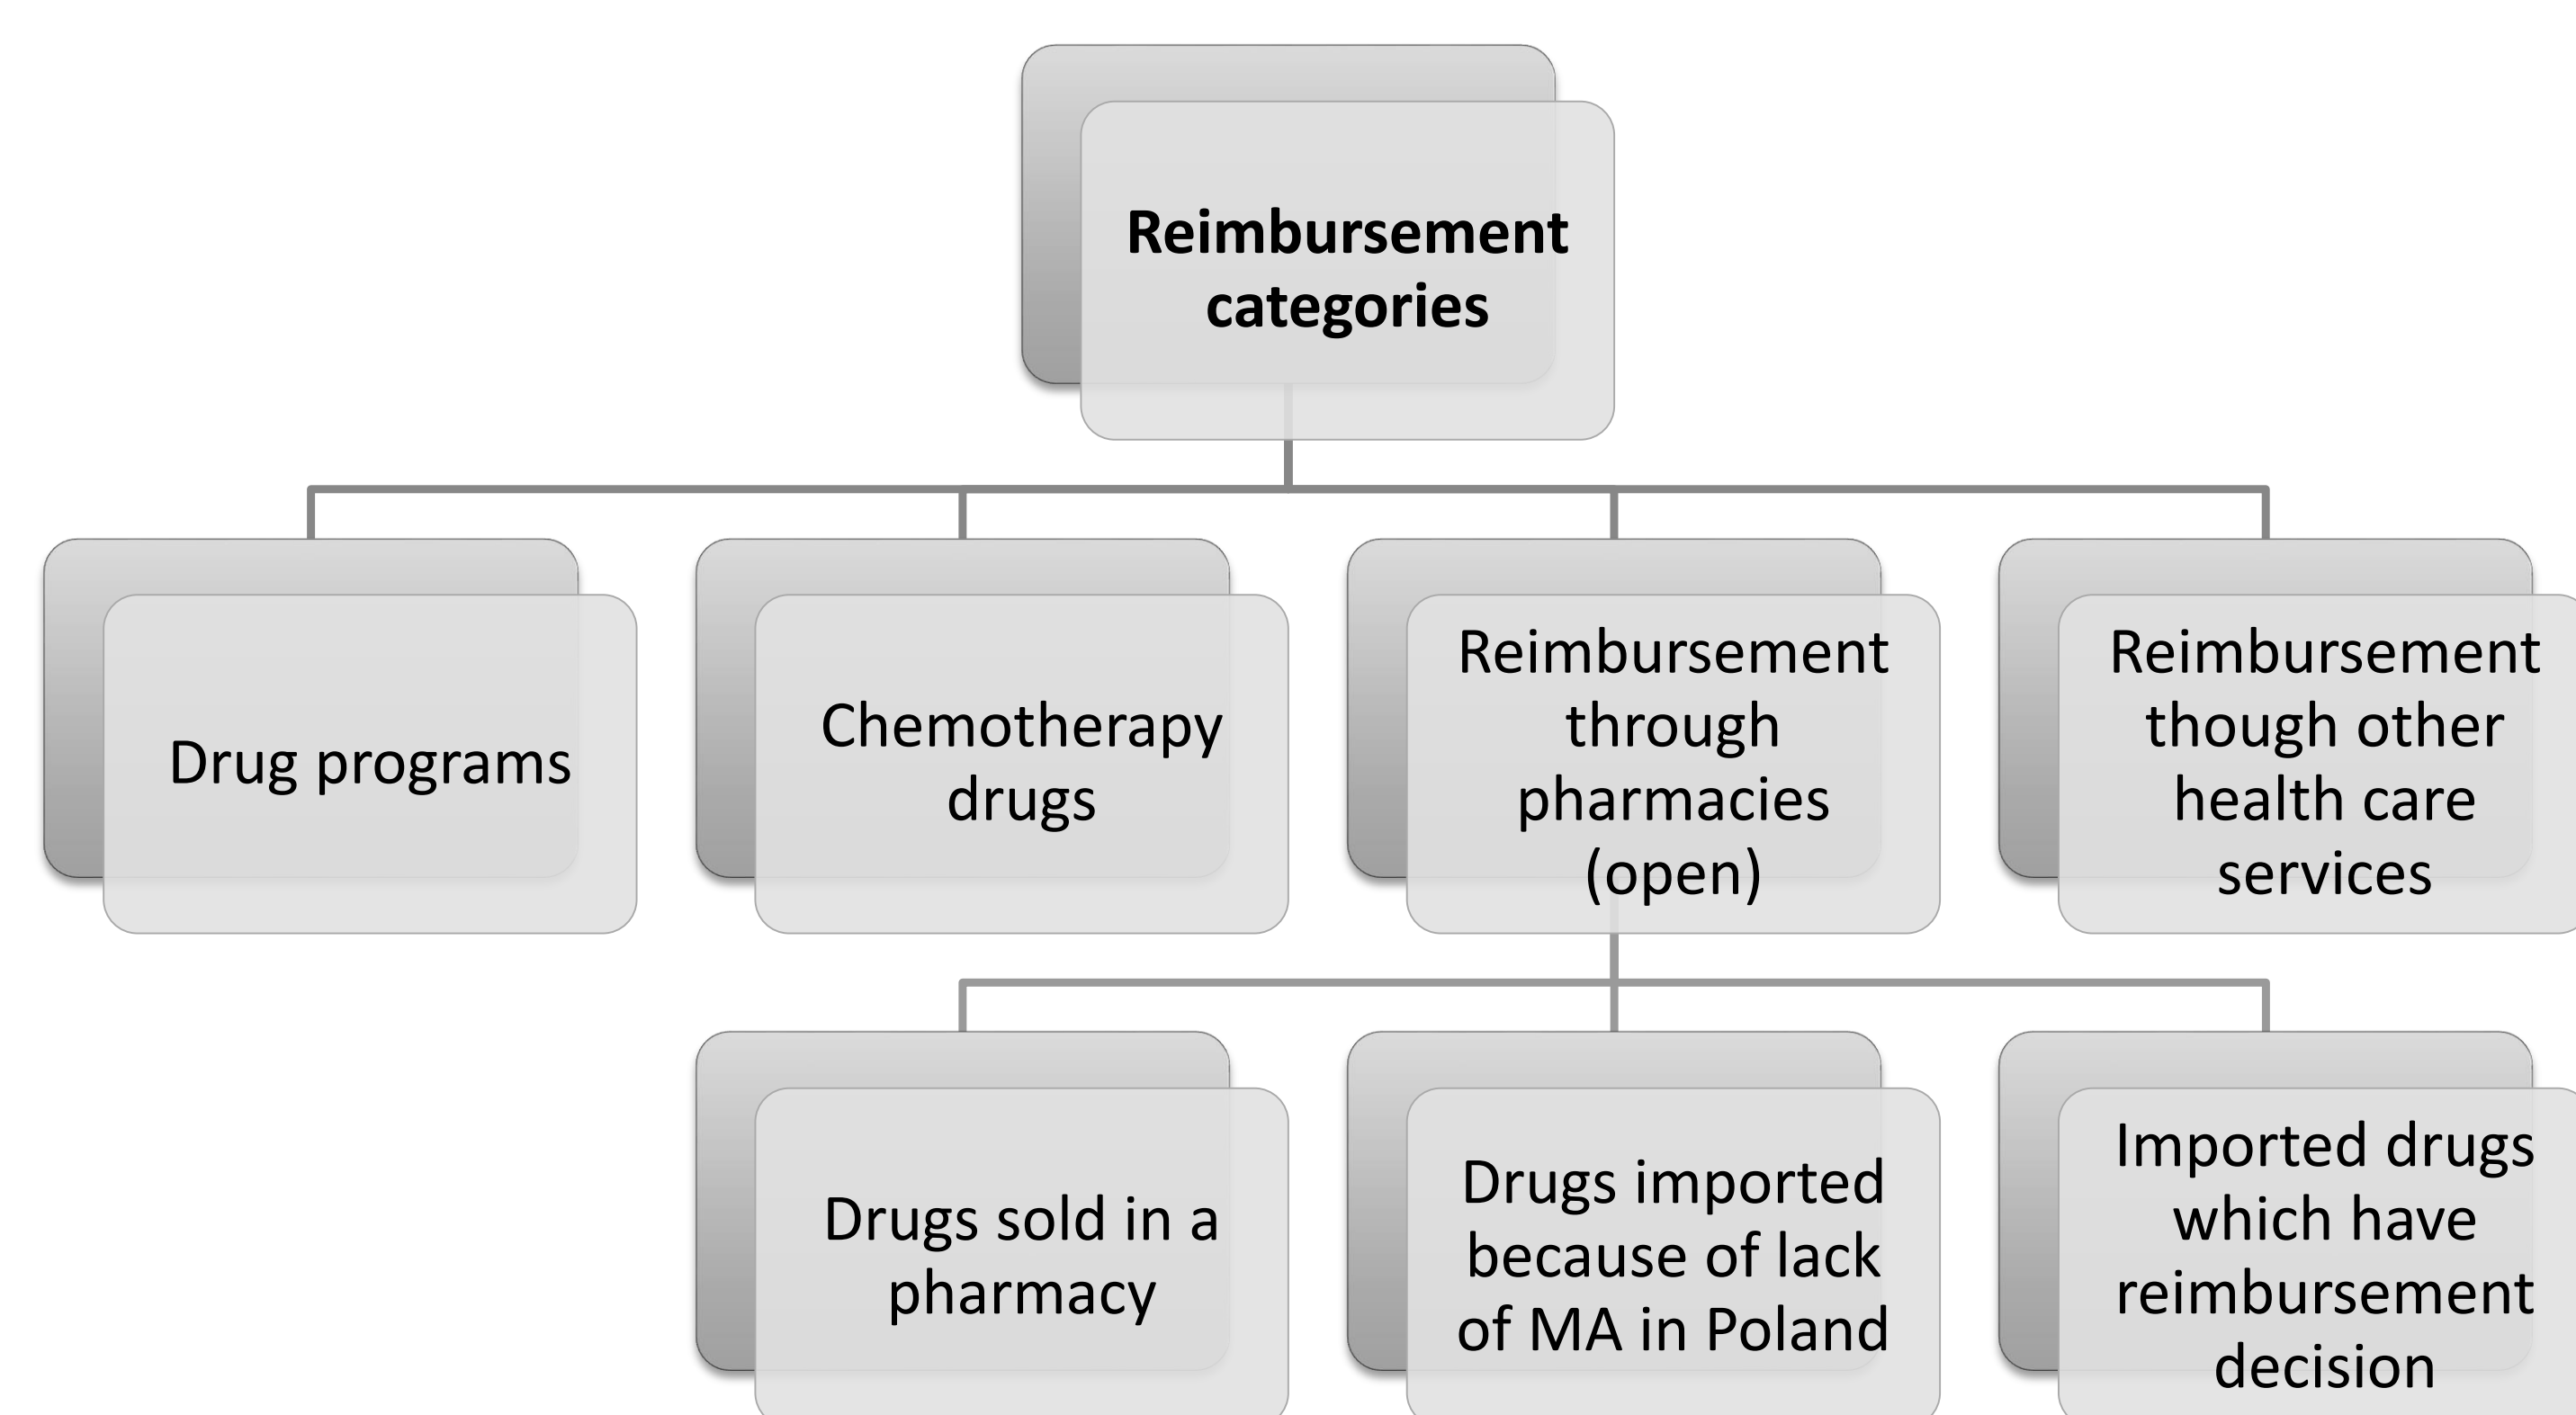 Reimbursement
categories
Drug programs
Chemotherapy
drugs
Reimbursement
through
pharmacies
(open)
Reimbursement
though other
health care
services
Drugs sold in a
pharmacy
Drugs imported
because of lack
of MA in Poland
Imported drugs
which have
reimbursement
decision